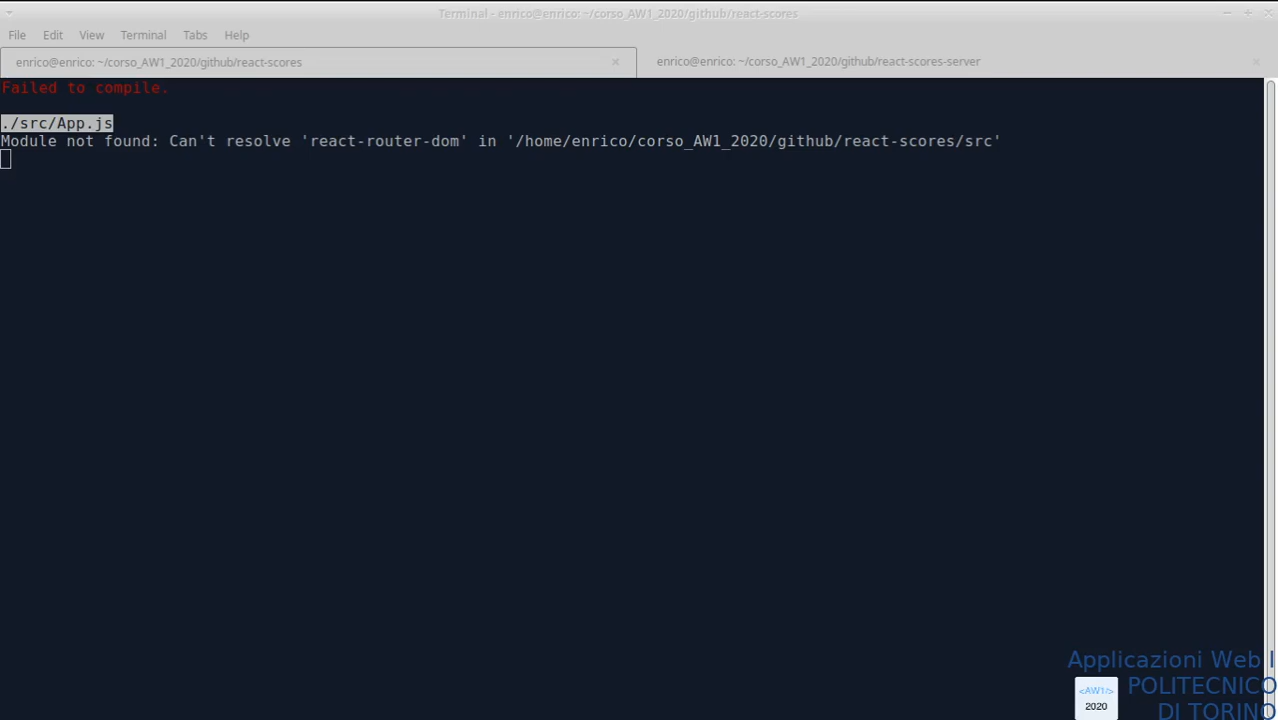 Terminal - enrico@enrico: ~/corso_AW1_2020/github/react-scores
File Edit View Terminal Tabs Help
enrico@enrico: ~/corso_AW1_2020/github/react-scores
enrico@enrico: ~/corso_AW1_2020/github/react-scores-server
Failed to compile.
./src/App.js
Module not found: Can't resolve 'react-router-dom' in '/home/enrico/corso_AW1_2020/github/react-scores/src'
Applicazioni Web I
POLITECNICO
DI TORINO
<AW1/>
2020